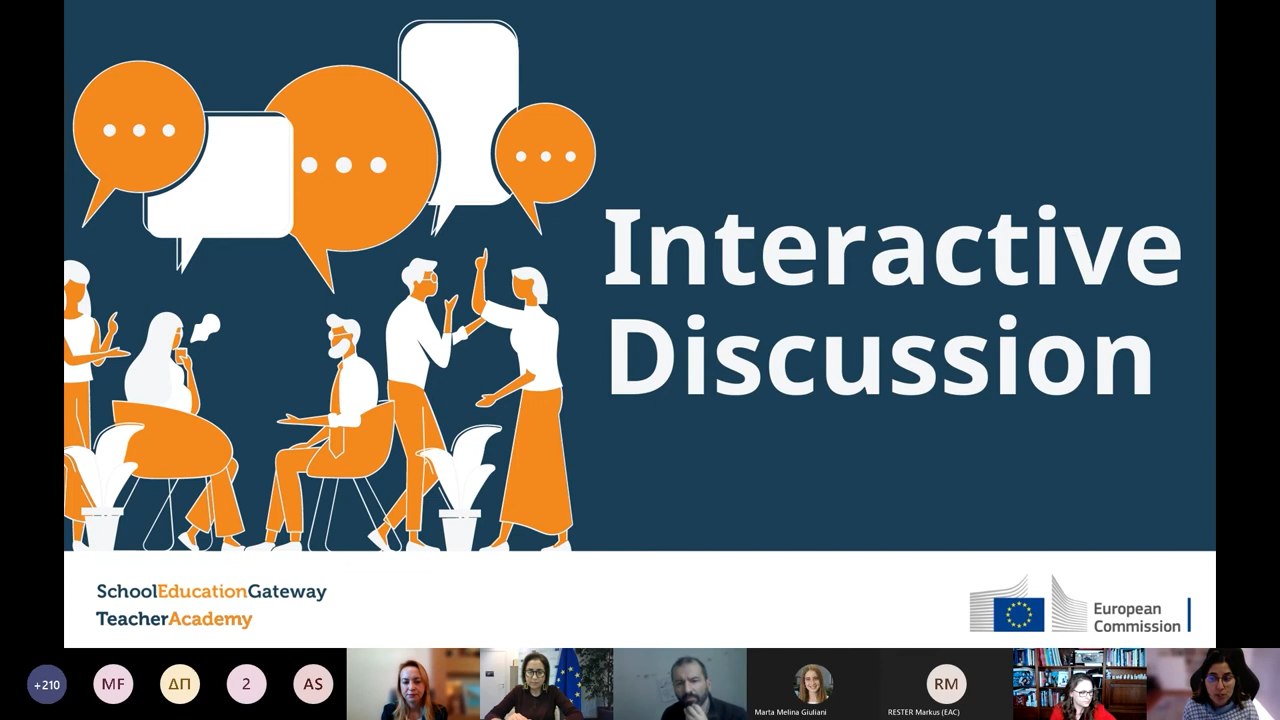 Interactive
Discussion
SchoolEducationGateway
TeacherAcademy
European
Commission
+210
MF
ΔΠ
2
AS
Marta Melina Giuliani
RM
RESTER Markus (EAC)